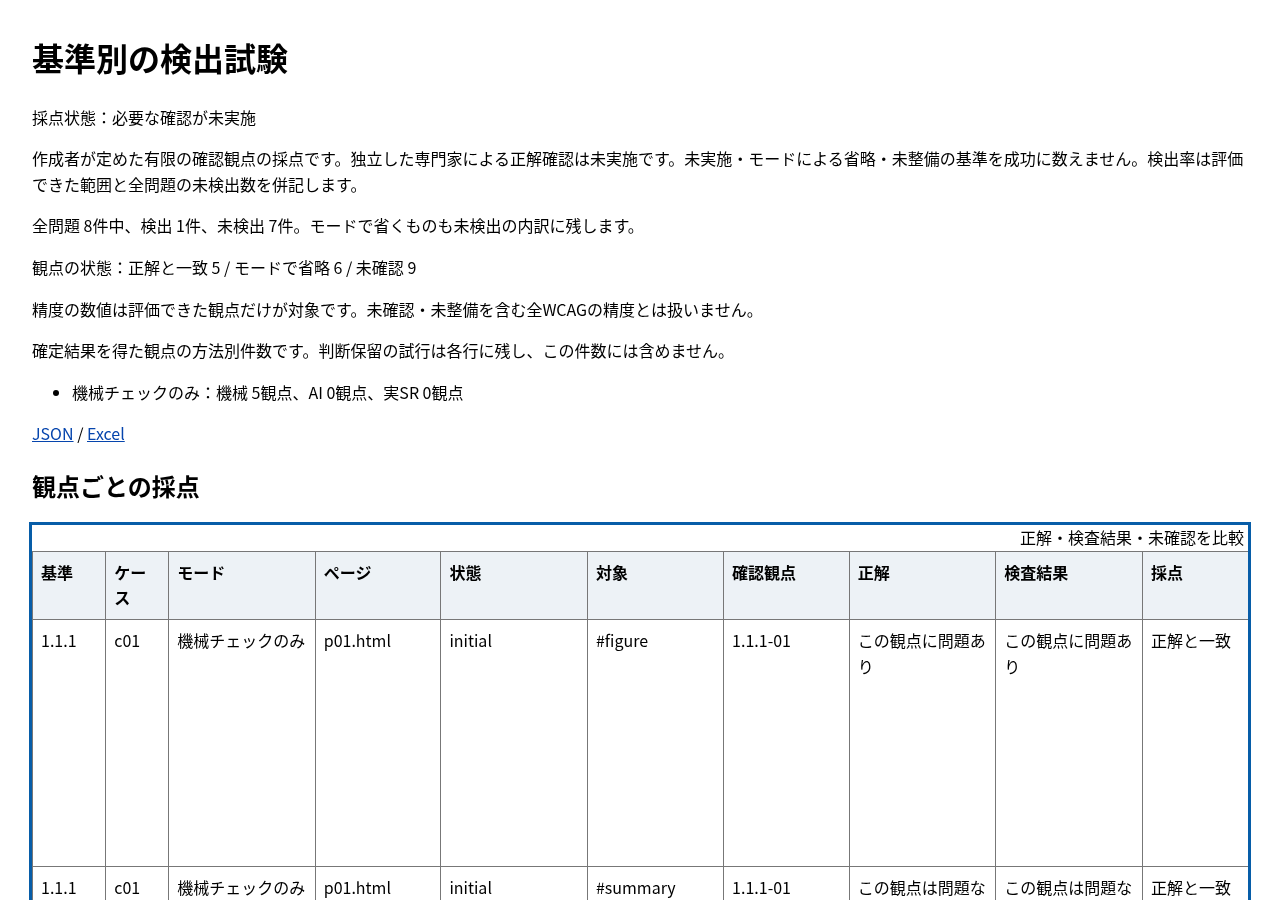 基準別の検出試験
採点状態：必要な確認が未実施
作成者が定めた有限の確認観点の採点です。独立した専門家による正解確認は未実施です。未実施・モードによる省略・未整備の基準を成功に数えません。検出率は評価
できた範囲と全問題の未検出数を併記します。
全問題 8件中、検出 1件、未検出 7件。モードで省くものも未検出の内訳に残します。
観点の状態：正解と一致 5 / モードで省略 6 / 未確認 9
精度の数値は評価できた観点だけが対象です。未確認・未整備を含む全WCAGの精度とは扱いません。
確定結果を得た観点の方法別件数です。判断保留の試行は各行に残し、この件数には含めません。
• 機械チェックのみ：機械 5観点、AI 0観点、実SR 0観点
JSON / Excel
観点ごとの採点
正解・検査結果・未確認を比較
基準 ケース モード ページ 状態 対象 確認観点 正解 検査結果 採点
1.1.1 c01 機械チェックのみ p01.html initial #figure 1.1.1-01 この観点に問題あり この観点に問題あり 正解と一致
1.1.1 c01 機械チェックのみ p01.html initial #summary 1.1.1-01 この観点は問題な この観点は問題な 正解と一致